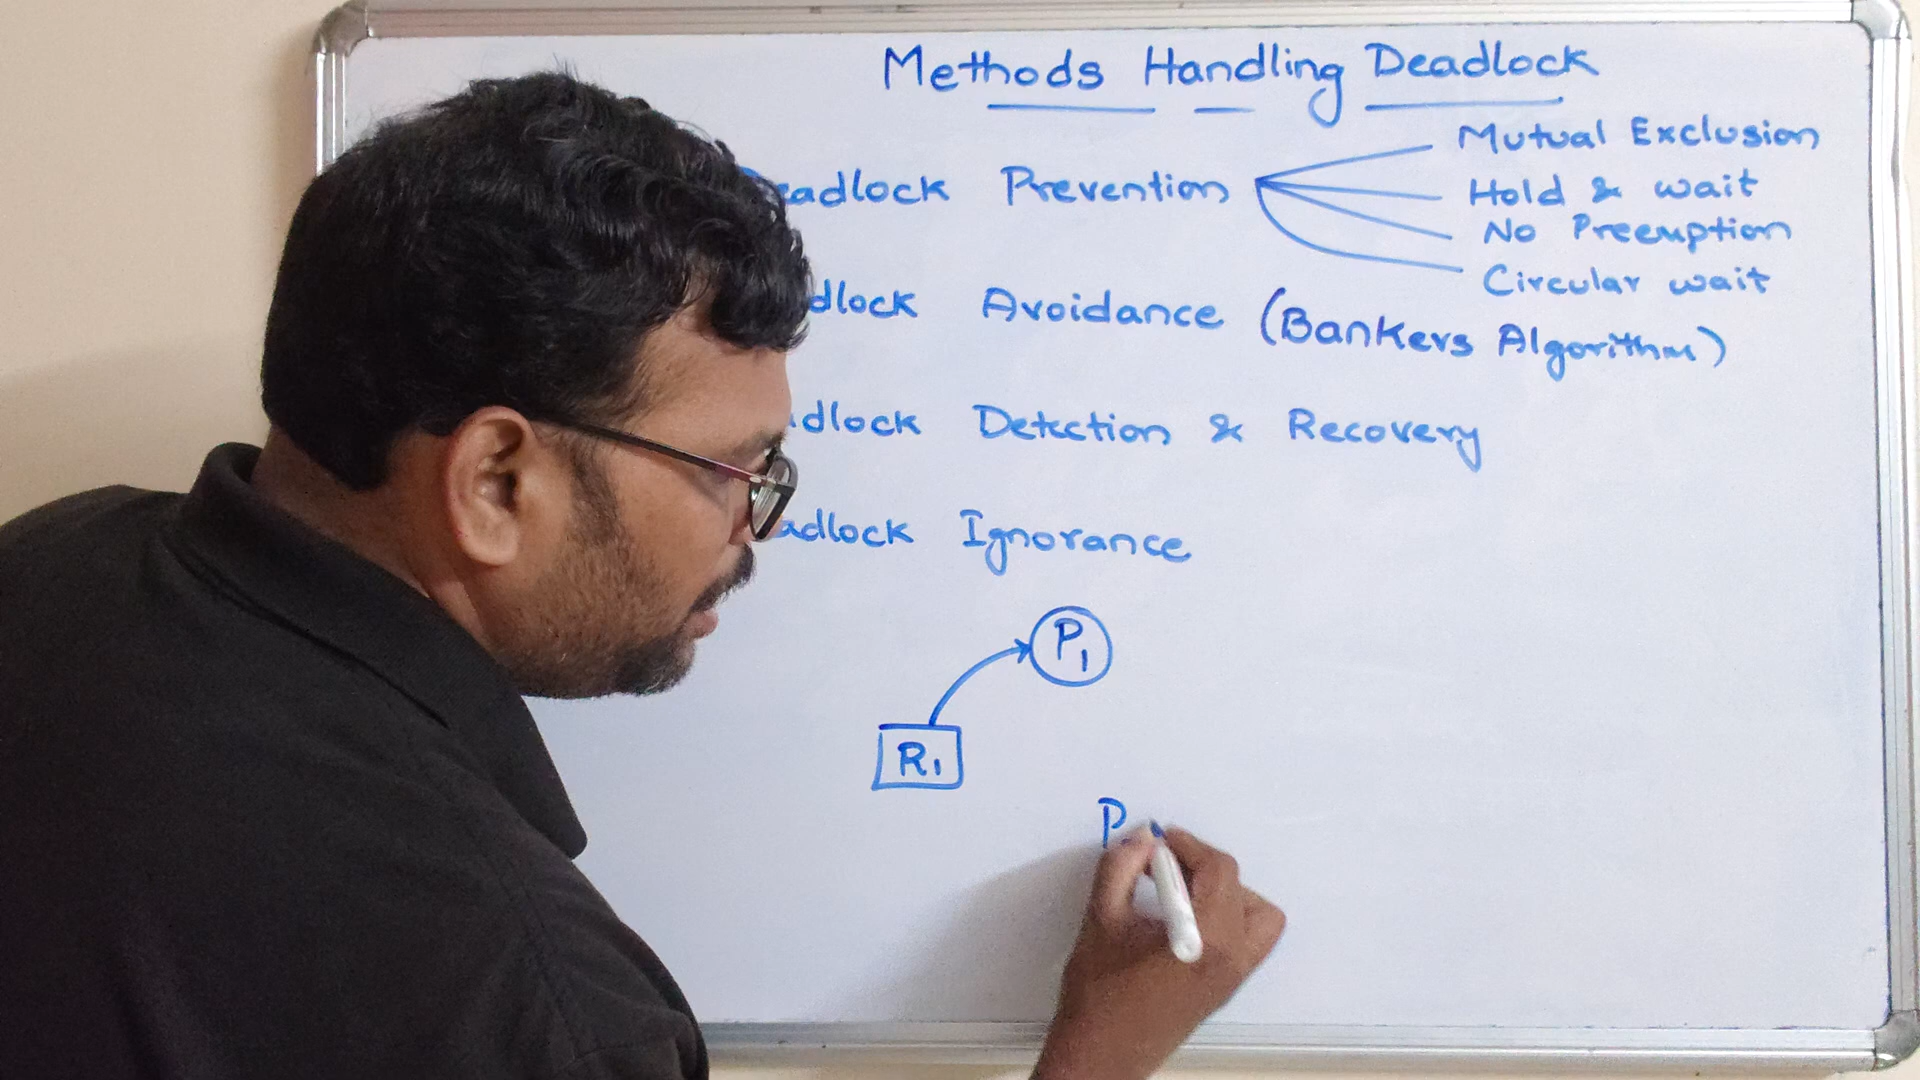 Methods Handling Deadlock
Deadlock Prevention
Mutual Exclusion
Hold & wait
No Preemption
Circular wait
dlock Avoidance (Bankers Algorithm)
dlock Detection & Recovery
adlock Ignorance
P1
R1
P